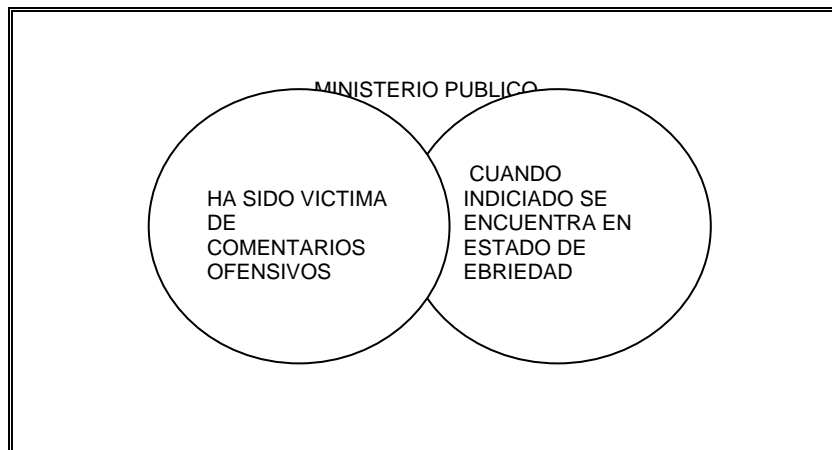 MINISTERIO PUBLICO
HA SIDO VICTIMA
DE
COMENTARIOS
OFENSIVOS
CUANDO
INDICIADO SE
ENCUENTRA EN
ESTADO DE
EBRIEDAD